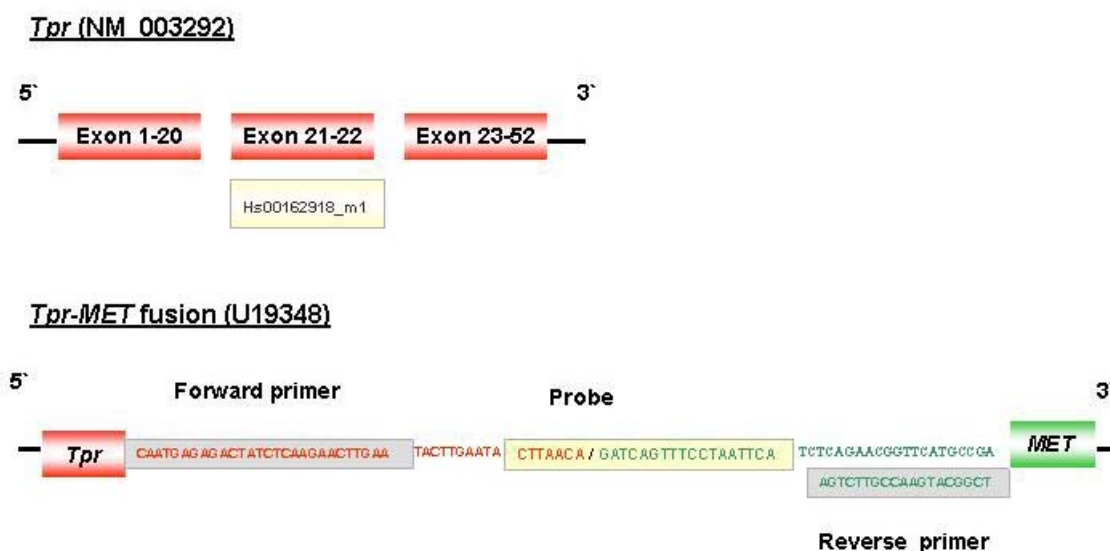 Tpr (NM_003292)
5` 3`
Exon 1-20 Exon 21-22 Exon 23-52
Hs00162918_m1
Tpr-MET fusion (U19348)
5` Forward primer Probe 3`
Tpr CAATGAGAGACTATCTCAAGAACTTGAA TACTTGAATA CTTAACA / GATCAGTTTCCTAATTCA TCTCAGAACGGTTCATGCCGA MET
AGTCTTGCCAAGTACGGCT
Reverse primer